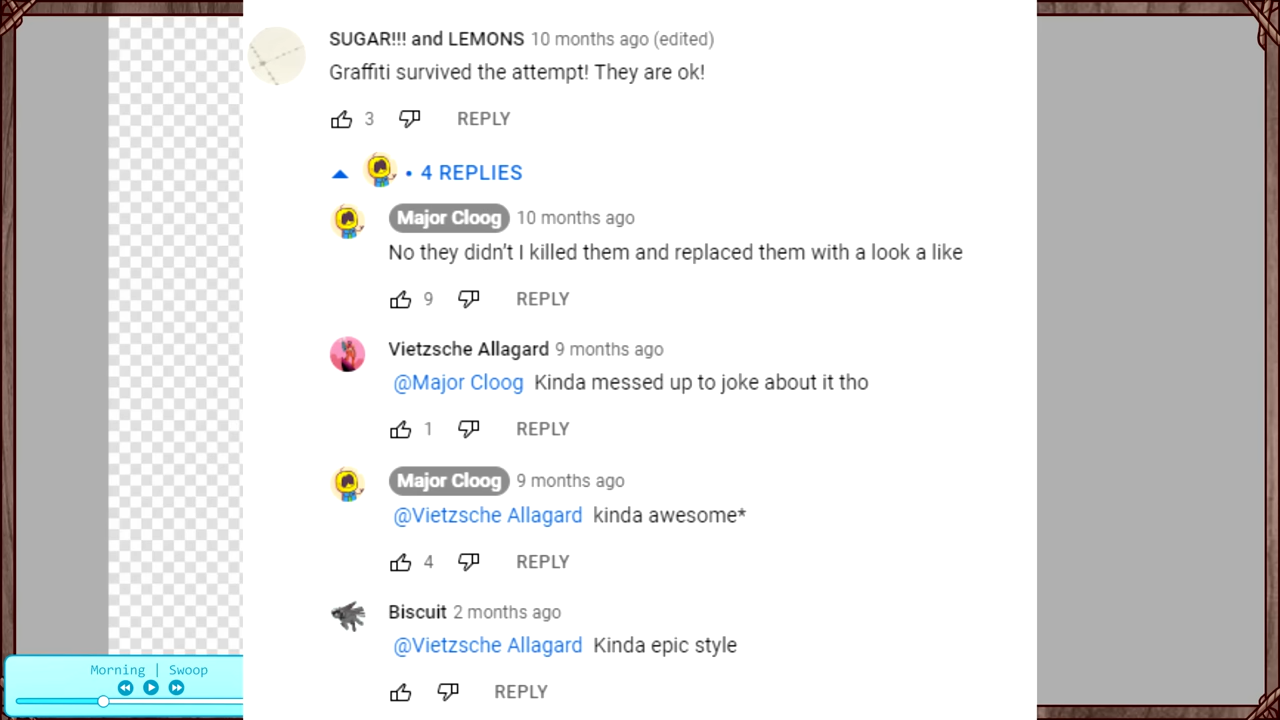 SUGAR!!! and LEMONS 10 months ago (edited)
Graffiti survived the attempt! They are ok!
3 REPLY
• 4 REPLIES
Major Cloog 10 months ago
No they didn't I killed them and replaced them with a look a like
9 REPLY
Vietzsche Allagard 9 months ago
@Major Cloog Kinda messed up to joke about it tho
1 REPLY
Major Cloog 9 months ago
@Vietzsche Allagard kinda awesome*
4 REPLY
Biscuit 2 months ago
@Vietzsche Allagard Kinda epic style
REPLY
Morning | Swoop